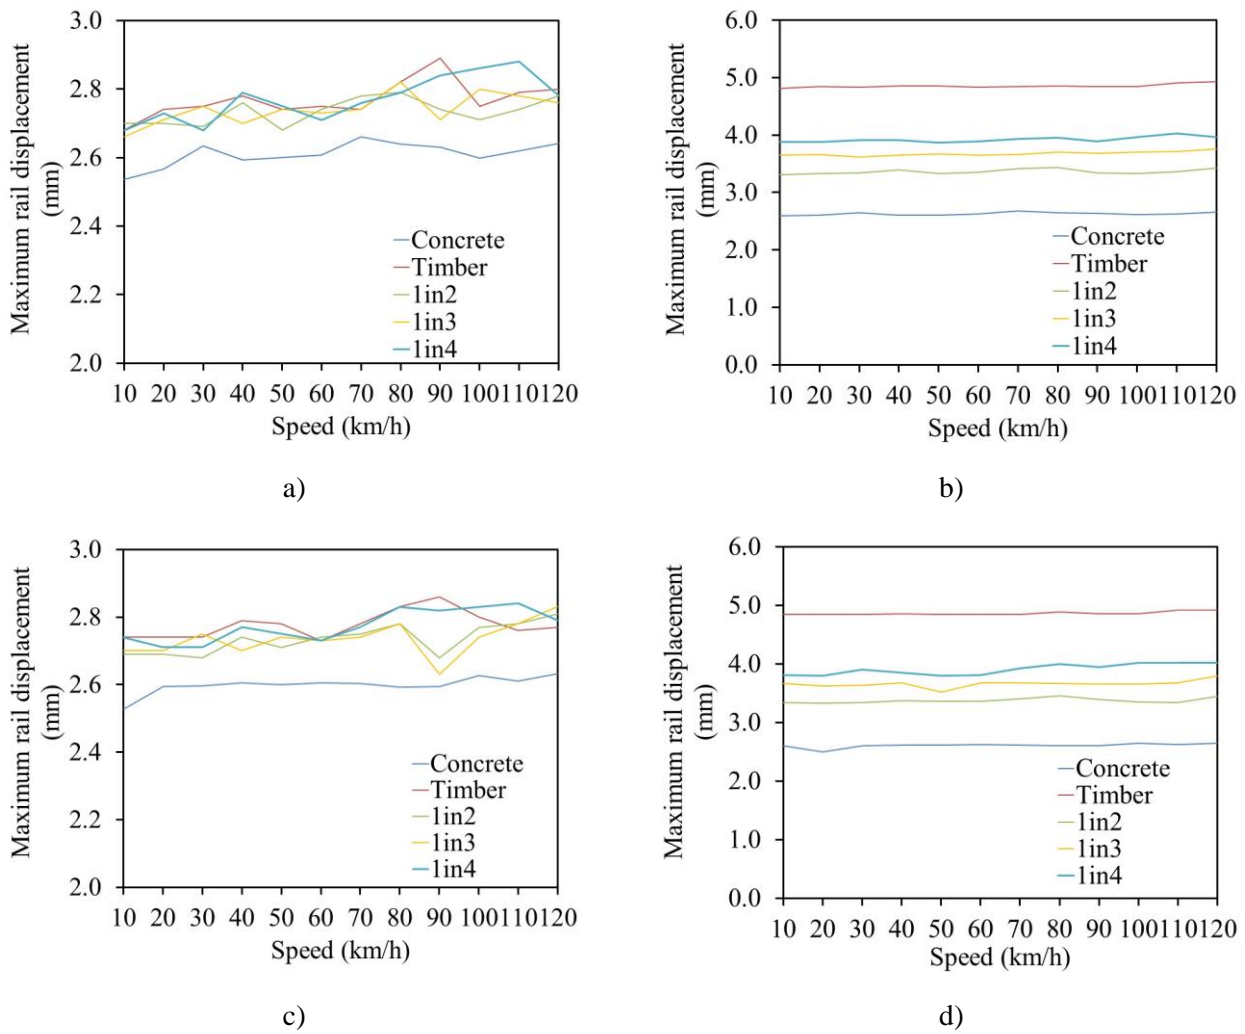 Maximum rail displacement
(mm)
3.0
2.8
2.6
2.4
2.2
2.0
Concrete
Timber
1in2
1in3
1in4
10 20 30 40 50 60 70 80 90 100110120
Speed (km/h)
a)
Maximum rail displacement
(mm)
6.0
5.0
4.0
3.0
2.0
1.0
0.0
Concrete
Timber
1in2
1in3
1in4
10 20 30 40 50 60 70 80 90 100110120
Speed (km/h)
b)
Maximum rail displacement
(mm)
3.0
2.8
2.6
2.4
2.2
2.0
Concrete
Timber
1in2
1in3
1in4
10 20 30 40 50 60 70 80 90 100110120
Speed (km/h)
c)
Maximum rail displacement
(mm)
6.0
5.0
4.0
3.0
2.0
1.0
0.0
Concrete
Timber
1in2
1in3
1in4
10 20 30 40 50 60 70 80 90 100110120
Speed (km/h)
d)